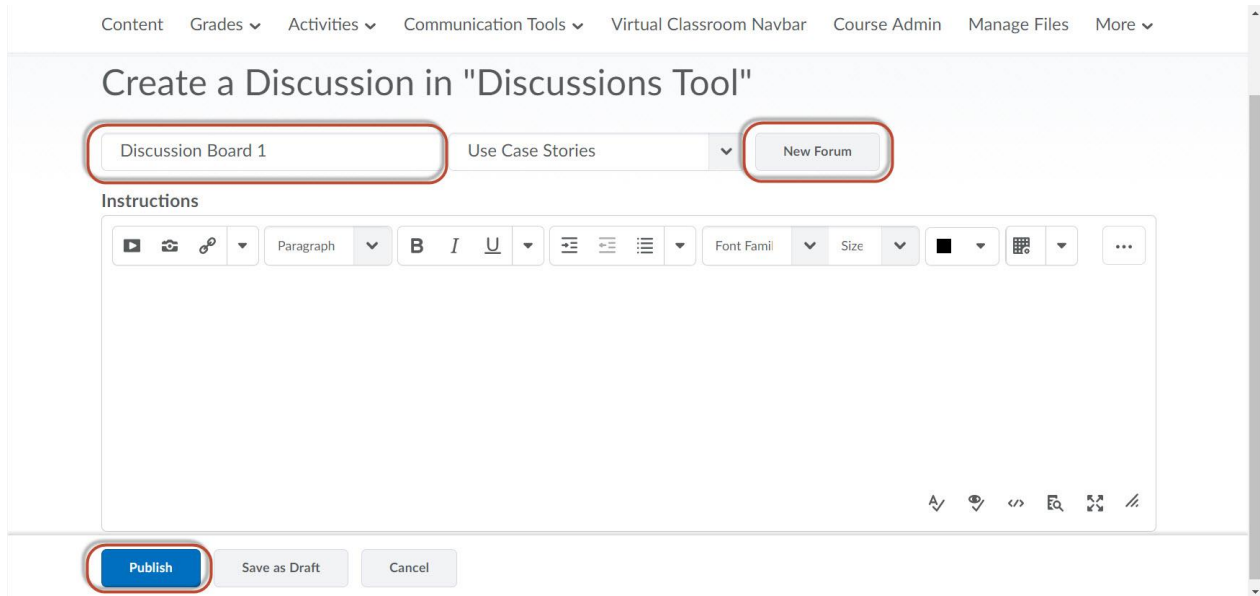 Content Grades Activities Communication Tools Virtual Classroom Navbar Course Admin Manage Files More
Create a Discussion in "Discussions Tool"
Discussion Board 1 Use Case Stories New Forum
Instructions
Paragraph B I U Font Famil Size
Publish Save as Draft Cancel